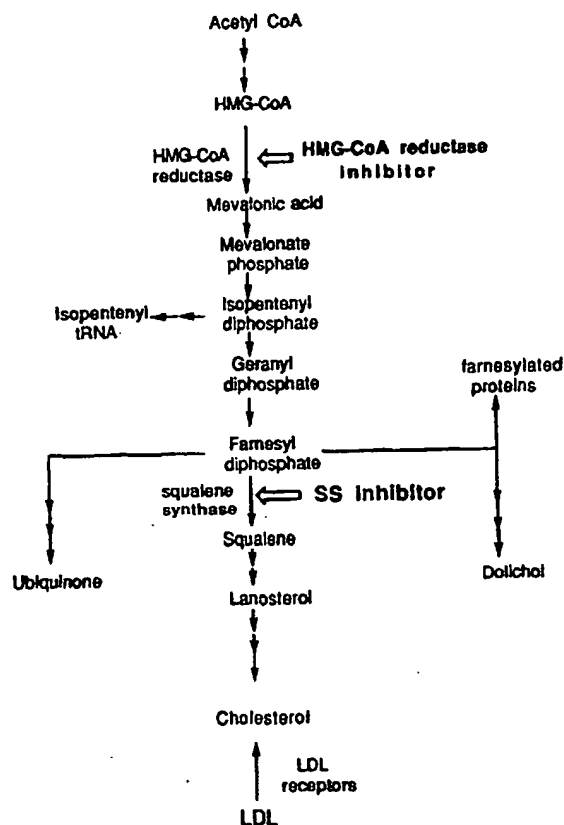 Acetyl CoA
HMG-CoA
HMG-CoA
reductase
HMG-CoA reductase
inhibitor
Mevalonic acid
Mevalonate
phosphate
Isopentenyl
tRNA
Isopentenyl
diphosphate
Geranyl
diphosphate
farnesylated
proteins
Farnesyl
diphosphate
squalene
synthase
SS inhibitor
Squalene
Ubiquinone
Dolichol
Lanosterol
Cholesterol
LDL
receptors
LDL